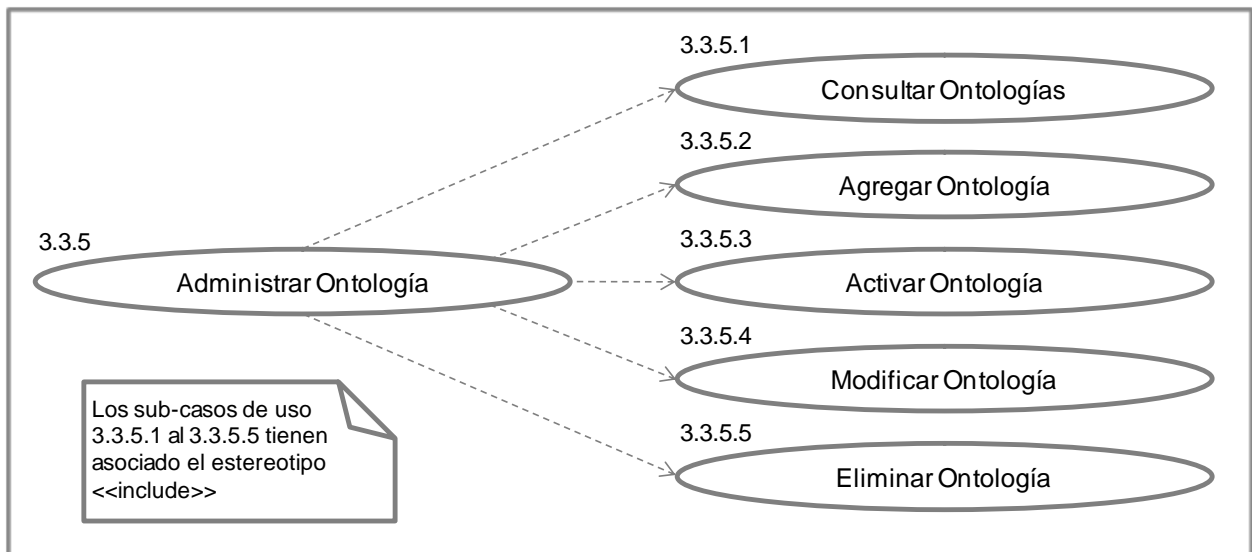 3.3.5.1
Consultar Ontologías
3.3.5.2
Agregar Ontología
3.3.5
Administrar Ontología
3.3.5.3
Activar Ontología
3.3.5.4
Modificar Ontología
3.3.5.5
Eliminar Ontología
Los sub-casos de uso
3.3.5.1 al 3.3.5.5 tienen
asociado el estereotipo
<<include>>